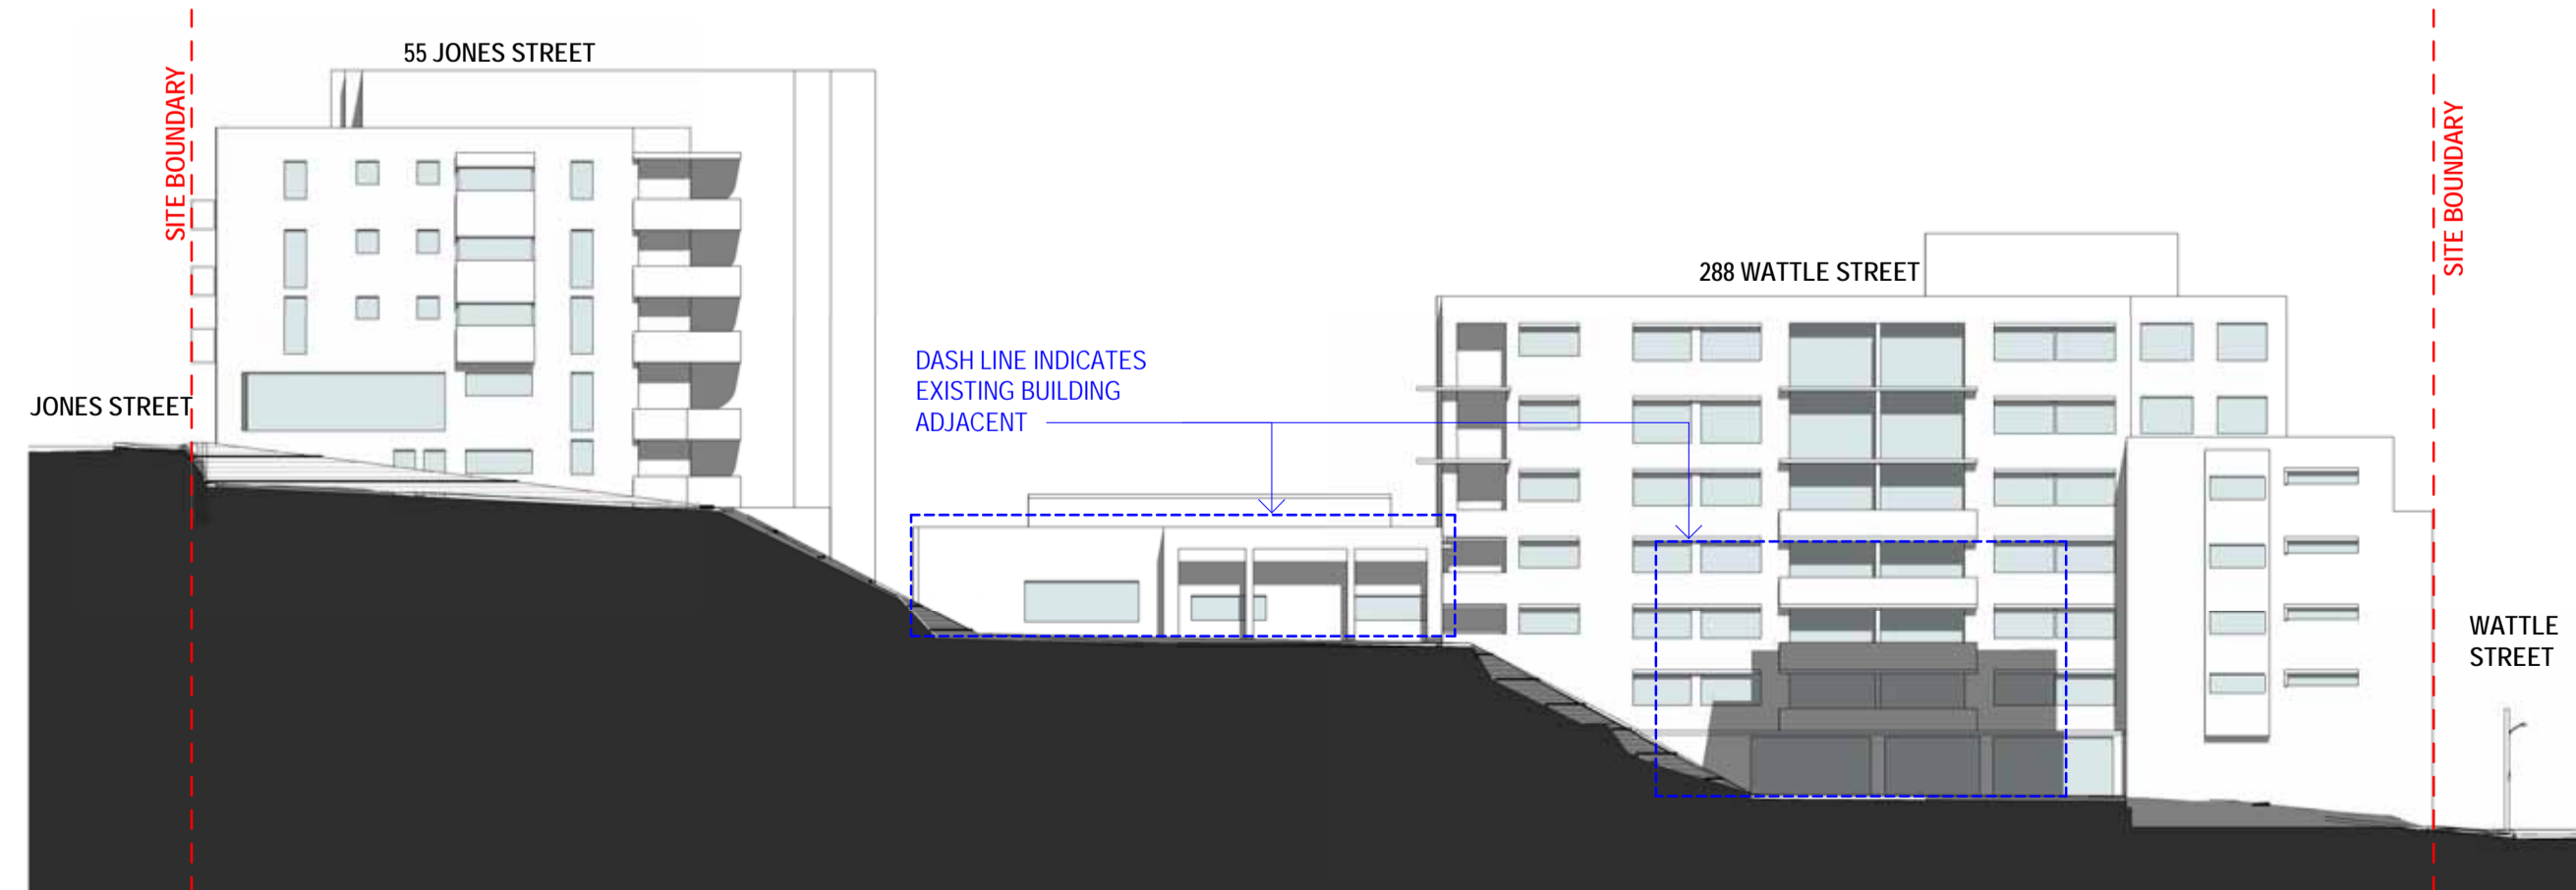 55 JONES STREET
SITE BOUNDARY
SITE BOUNDARY
288 WATTLE STREET
DASH LINE INDICATES
EXISTING BUILDING
ADJACENT
JONES STREET
WATTLE
STREET